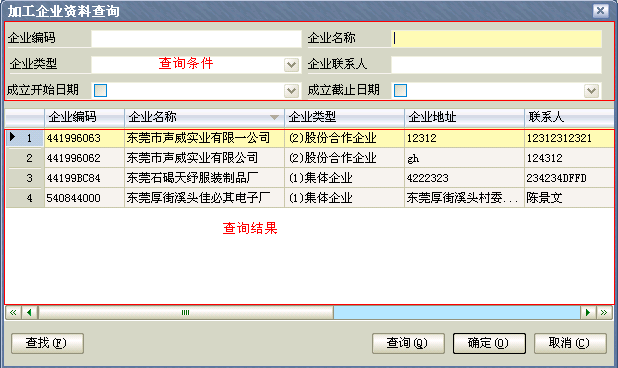 加工企业资料查询
企业编码 企业名称
企业类型 查询条件 企业联系人
成立开始日期 成立截止日期
企业编码 企业名称 企业类型 企业地址 联系人
1 441996063 东莞市声威实业有限一公司 (2)股份合作企业 12312 12312312321
2 441996062 东莞市声威实业有限公司 (2)股份合作企业 gh 124312
3 44199BC84 东莞石碣天纾服装制品厂 (1)集体企业 4222323 234234DFFD
4 540844000 东莞厚街溪头佳必其电子厂 (1)集体企业 东莞厚街溪头村委... 陈景文
查询结果
查找(F) 查询(Q) 确定(O) 取消(C)